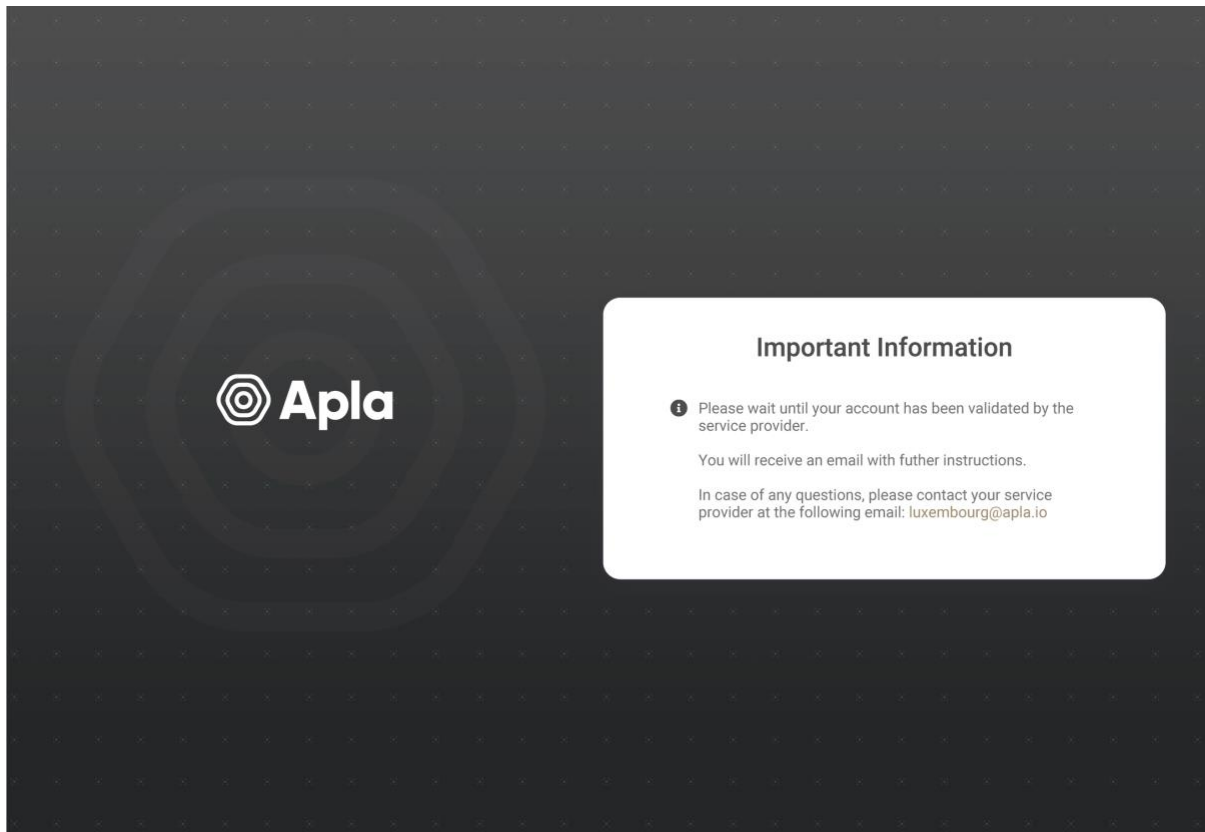 Apla
Important Information
Please wait until your account has been validated by the
service provider.
You will receive an email with futher instructions.
In case of any questions, please contact your service
provider at the following email: luxembourg@apla.io